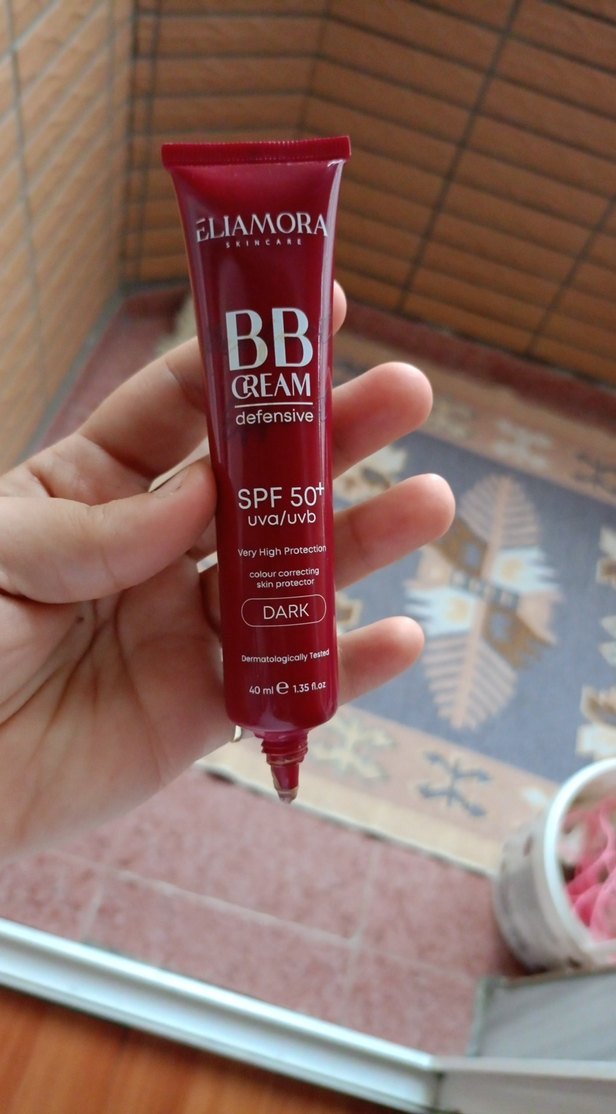 ELIAMORA
SKINCARE
BB
CREAM
defensive
SPF 50+
uva/uvb
Very High Protection
colour correcting
skin protector
DARK
Dermatologically Tested
40 ml e 1.35 fl.oz